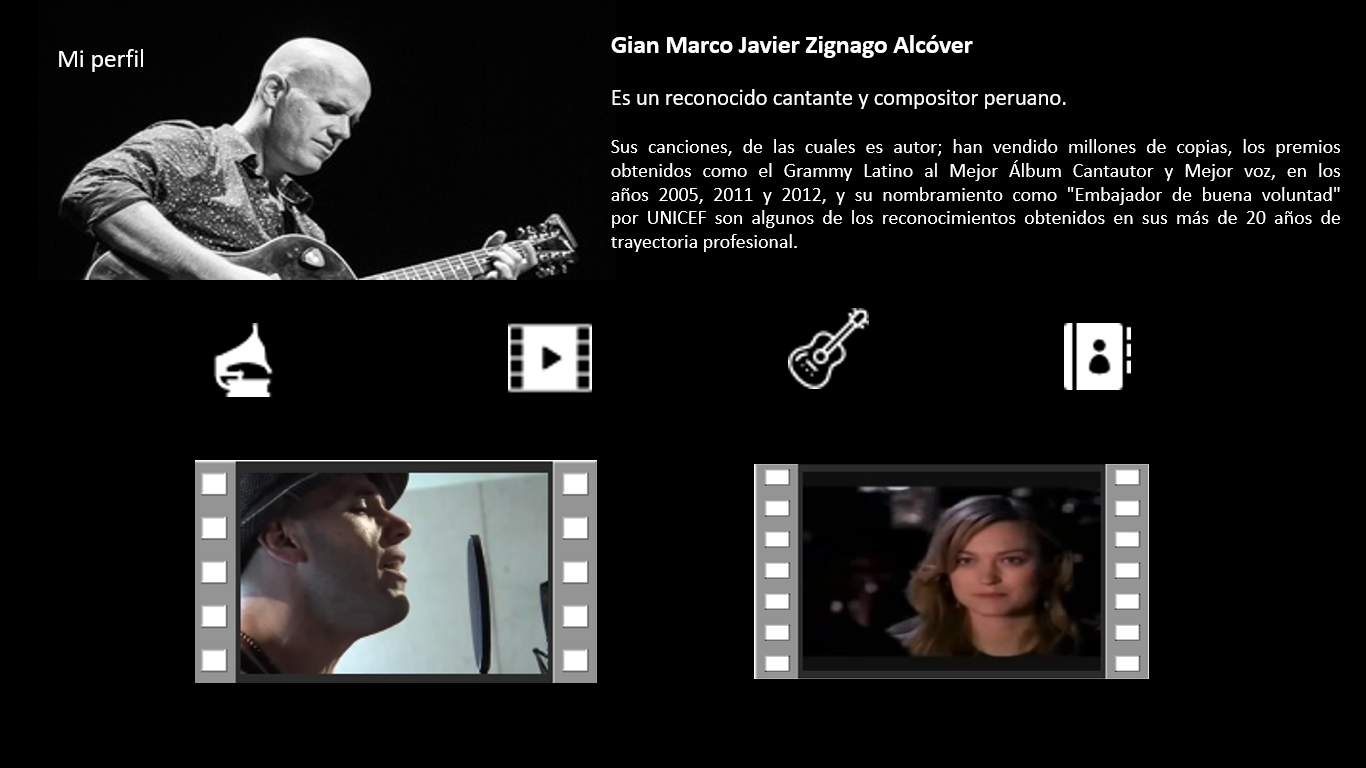 Mi perfil
Gian Marco Javier Zignago Alcóver
Es un reconocido cantante y compositor peruano.
Sus canciones, de las cuales es autor; han vendido millones de copias, los premios
obtenidos como el Grammy Latino al Mejor Álbum Cantautor y Mejor voz, en los
años 2005, 2011 y 2012, y su nombramiento como "Embajador de buena voluntad"
por UNICEF son algunos de los reconocimientos obtenidos en sus más de 20 años de
trayectoria profesional.